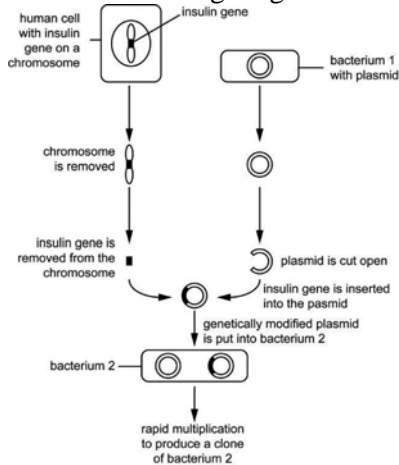 human cell
with insulin
gene on a
chromosome
insulin gene
bacterium 1
with plasmid
chromosome
is removed
insulin gene is
removed from the
chromosome
plasmid is cut open
insulin gene is inserted
into the pasmid
genetically modified plasmid
is put into bacterium 2
bacterium 2
rapid multiplication
to produce a clone
of bacterium 2